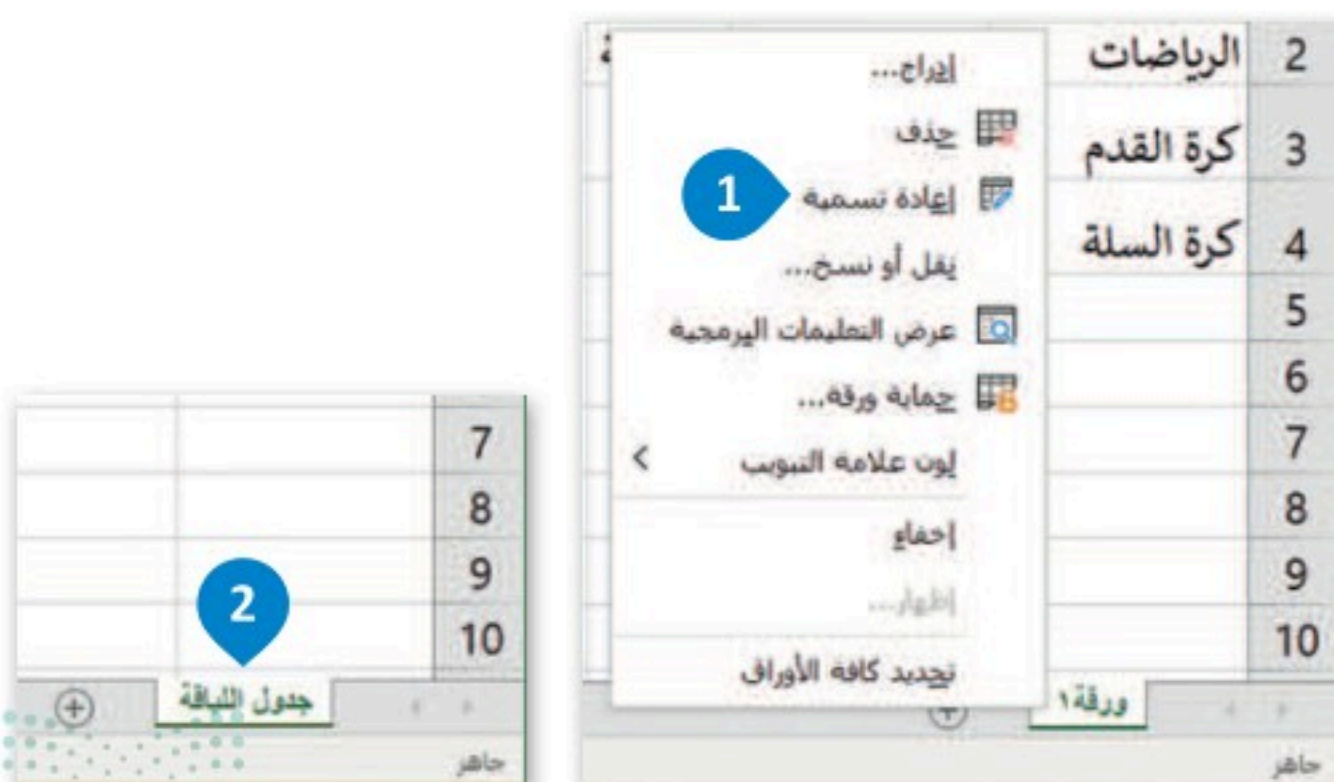 2 الرياضات
3 كرة القدم
4 كرة السلة
5
6
7
8
9
10
إدراج...
حذف
1 إعادة تسمية
نقل أو نسخ...
عرض التعليمات البرمجية
حماية ورقة...
لون علامة التبويب
إخفاء
إظهار...
تحديد كافة الأوراق
ورقة١
جاهز
7
8
9
10
2
جدول اللياقة
جاهز